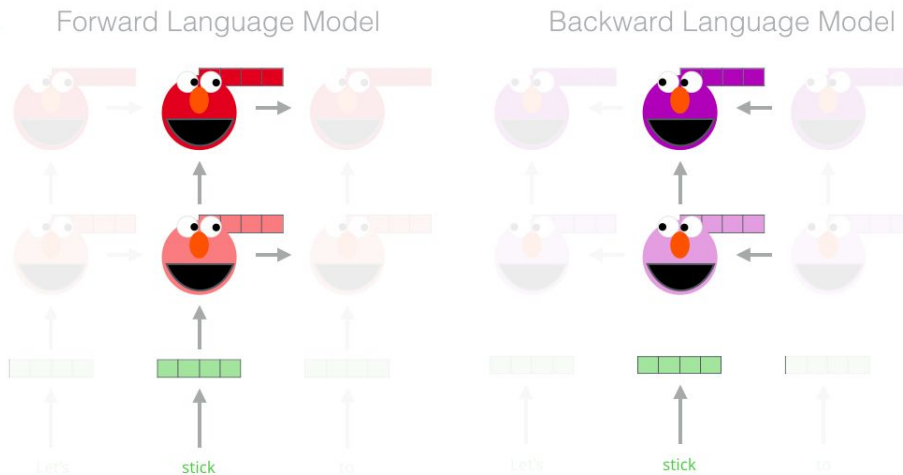 Forward Language Model
Backward Language Model
Let's stick to
Let's stick to